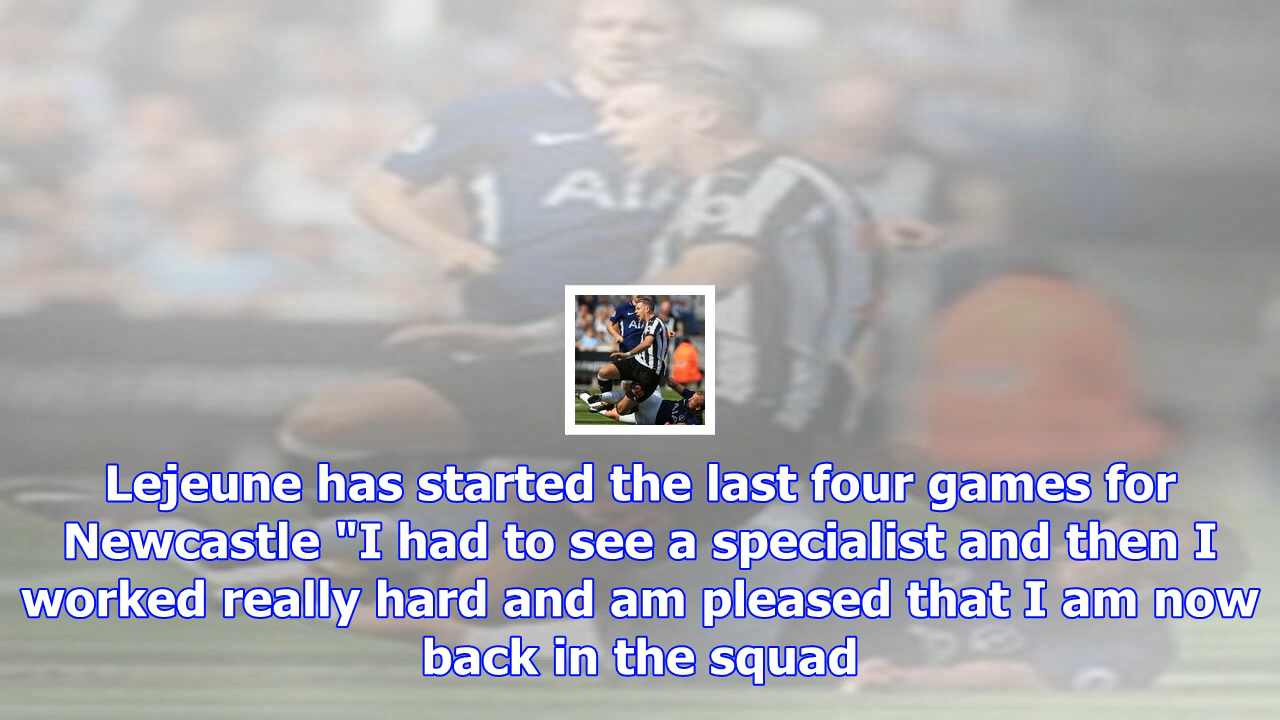 AI
Lejeune has started the last four games for
Newcastle "I had to see a specialist and then I
worked really hard and am pleased that I am now
back in the squad